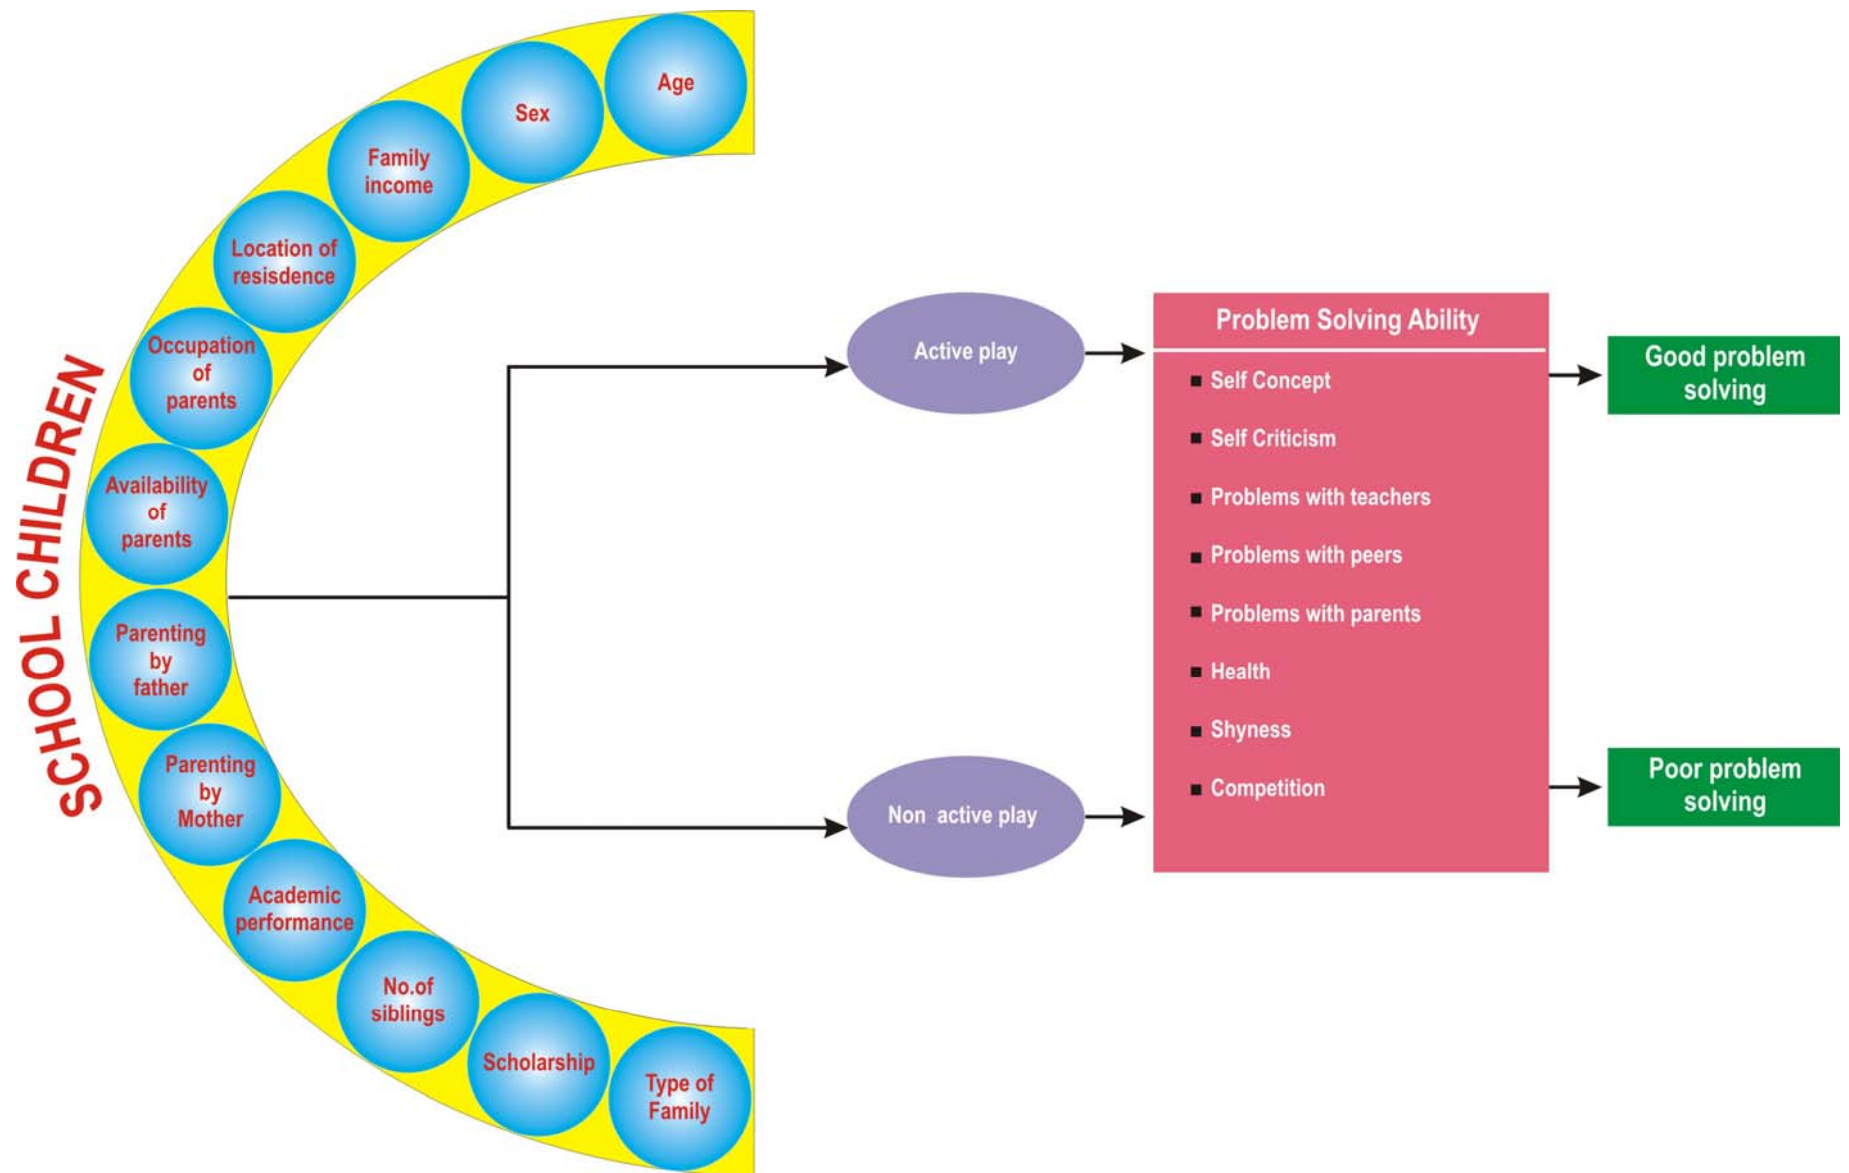 SCHOOL CHILDREN
Age
Sex
Family
income
Location of
resisdence
Occupation
of
parents
Availability
of
parents
Parenting
by
father
Parenting
by
Mother
Academic
performance
No.of
siblings
Scholarship
Type of
Family
Active play
Non active play
Problem Solving Ability
Self Concept
Self Criticism
Problems with teachers
Problems with peers
Problems with parents
Health
Shyness
Competition
Good problem
solving
Poor problem
solving